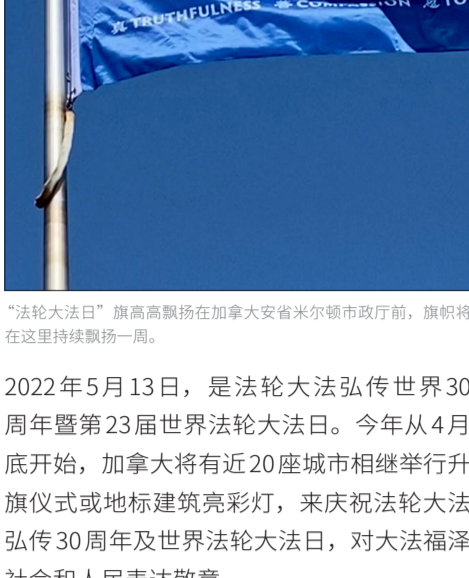 真 TRUTHFULNESS
“法轮大法日”旗高高飘扬在加拿大安省米尔顿市政厅前，旗帜将
在这里持续飘扬一周。
2022年5月13日，是法轮大法弘传世界30
周年暨第23届世界法轮大法日。今年从4月
底开始，加拿大将有近20座城市相继举行升
旗仪式或地标建筑亮彩灯，来庆祝法轮大法
弘传30周年及世界法轮大法日，对大法福泽